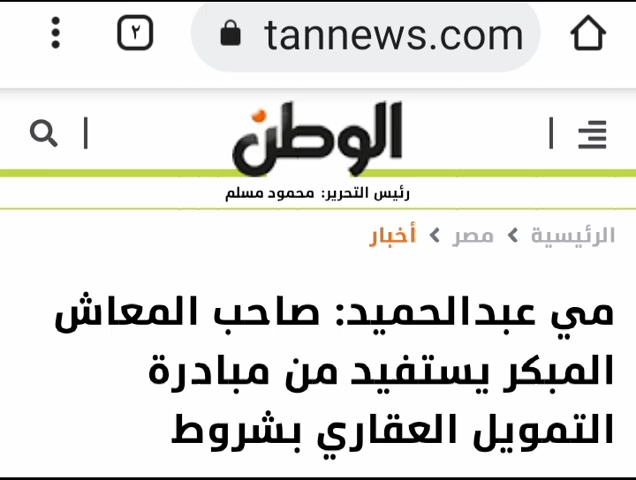 ٢
tannews.com
الوطن
رئيس التحرير: محمود مسلم
الرئيسية > مصر > أخبار
مي عبدالحميد: صاحب المعاش
المبكر يستفيد من مبادرة
التمويل العقاري بشروط